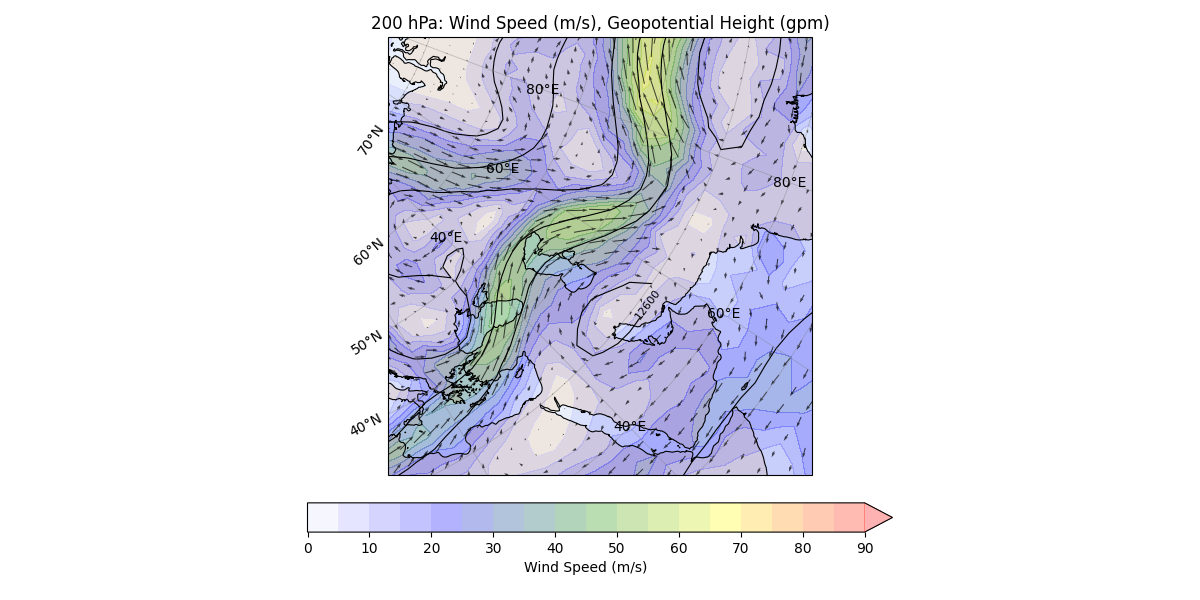 200 hPa: Wind Speed (m/s), Geopotential Height (gpm)
80°E
70°N
60°E
80°E
40°E
60°N
12600
60°E
50°N
40°N
40°E
0 10 20 30 40 50 60 70 80 90
Wind Speed (m/s)